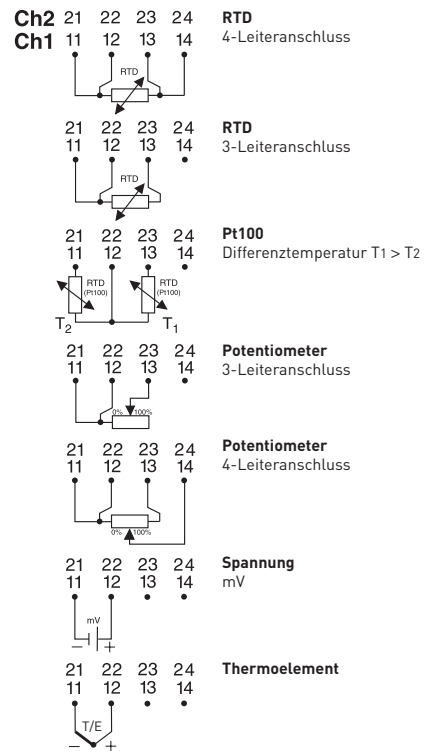 Ch2 21 22 23 24 RTD
Ch1 11 12 13 14 4-Leiteranschluss
RTD
21 22 23 24 RTD
11 12 13 14 3-Leiteranschluss
RTD
21 22 23 24 Pt100
11 12 13 14 Differenztemperatur T1 > T2
RTD RTD
(Pt100) (Pt100)
T2 T1
21 22 23 24 Potentiometer
11 12 13 14 3-Leiteranschluss
0% 100%
21 22 23 24 Potentiometer
11 12 13 14 4-Leiteranschluss
0% 100%
21 22 23 24 Spannung
11 12 13 14 mV
mV
– +
21 22 23 24 Thermoelement
11 12 13 14
T/E
– +